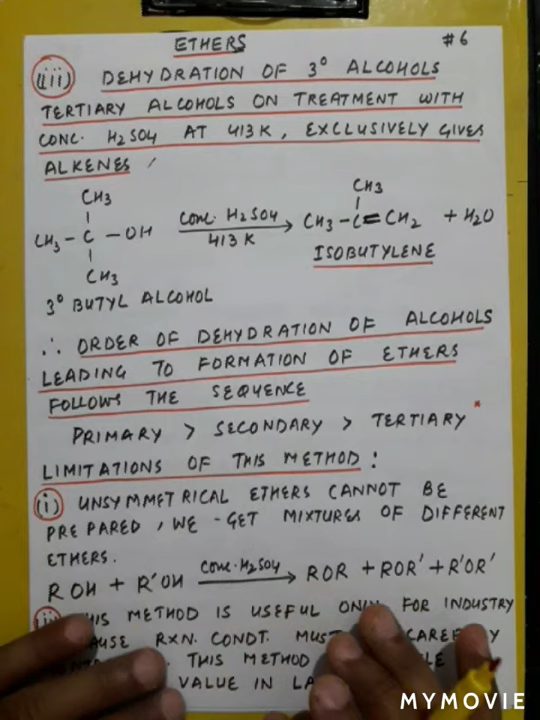 ETHERS #6
(iii) DEHYDRATION OF 3° ALCOHOLS
TERTIARY ALCOHOLS ON TREATMENT WITH
CONC. H2SO4 AT 413K, EXCLUSIVELY GIVES
ALKENES
CH3
CH3 – C – OH
CH3
CONC. H2SO4
413K
CH3
CH3 – C = CH2 + H2O
ISOBUTYLENE
3° BUTYL ALCOHOL
∴ ORDER OF DEHYDRATION OF ALCOHOLS
LEADING TO FORMATION OF ETHERS
FOLLOWS THE SEQUENCE
PRIMARY > SECONDARY > TERTIARY *
LIMITATIONS OF THIS METHOD :
(i) UNSYMMETRICAL ETHERS CANNOT BE
PREPARED, WE GET MIXTURES OF DIFFERENT
ETHERS.
ROH + R'OH CONC. H2SO4 → ROR + ROR' + R'OR'
METHOD IS USEFUL ONLY FOR INDUSTRY
RXN. CONDT. MUST
THIS METHOD
VALUE IN
MYMOVIE